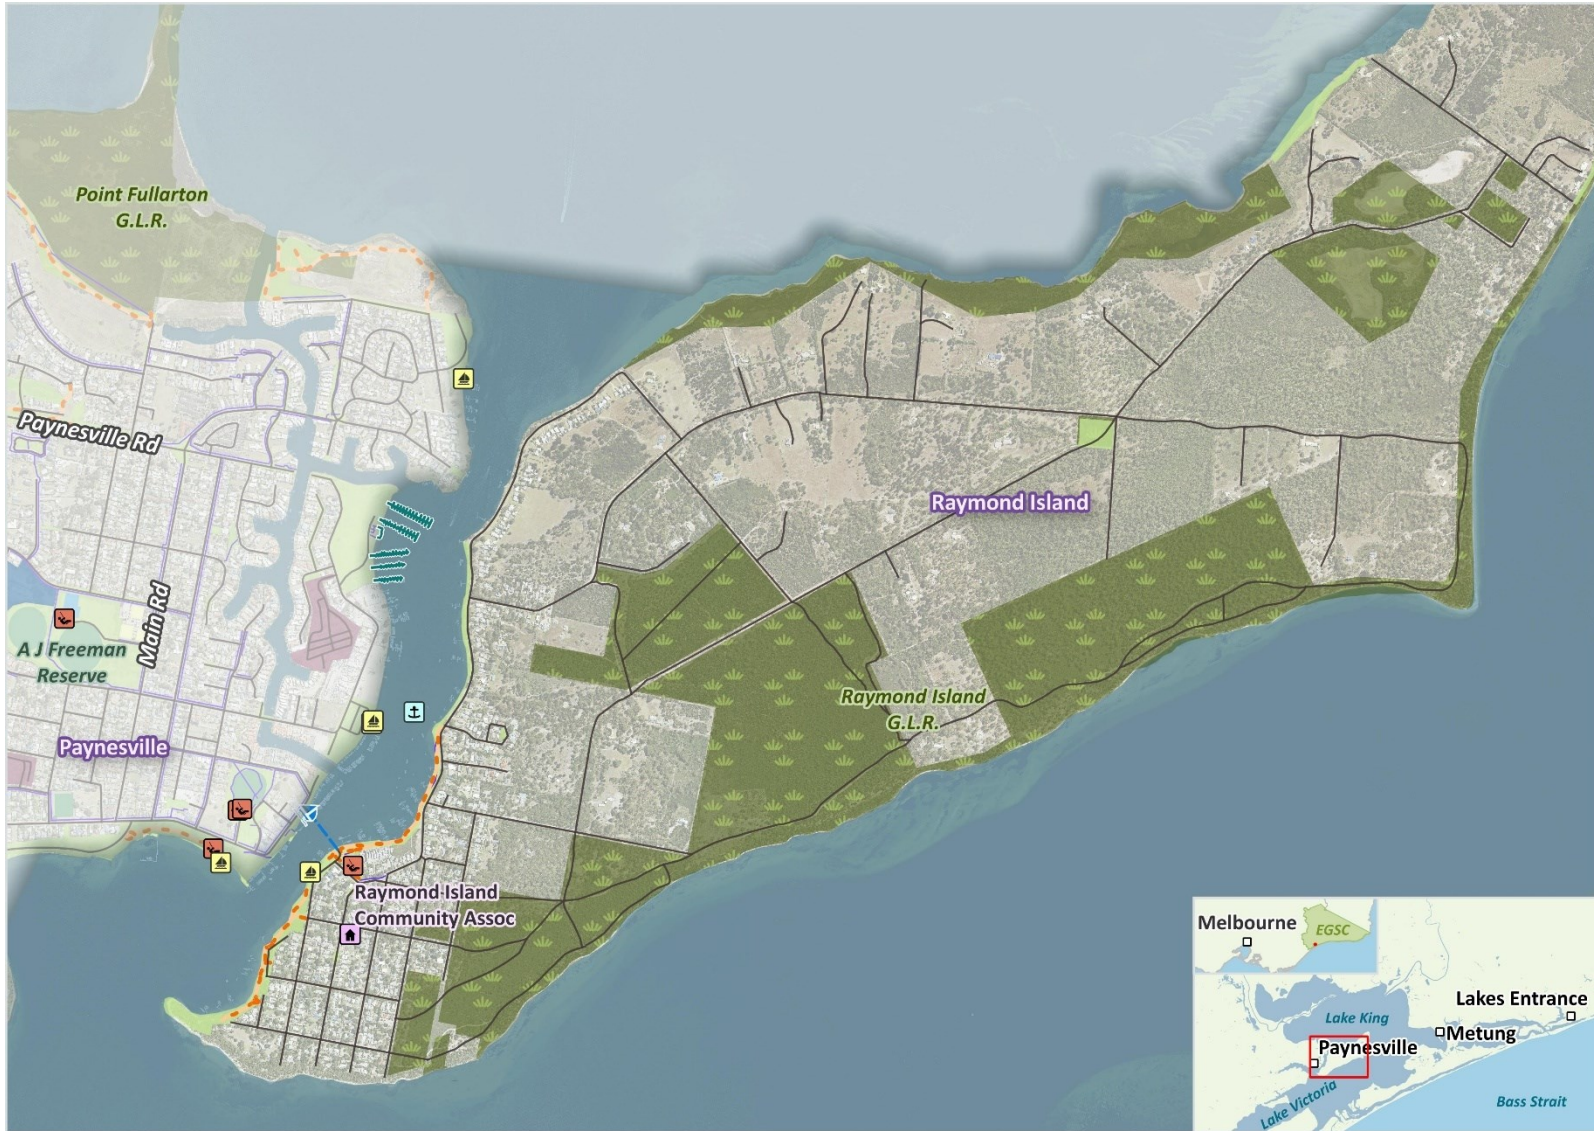 Point Fullarton
G.L.R.
Paynesville Rd
Raymond Island
Main Rd
A J Freeman
Reserve
Raymond Island
G.L.R.
Paynesville
Raymond Island
Community Assoc
Melbourne
EGSC
Lakes Entrance
Lake King
Metung
Paynesville
Lake Victoria
Bass Strait